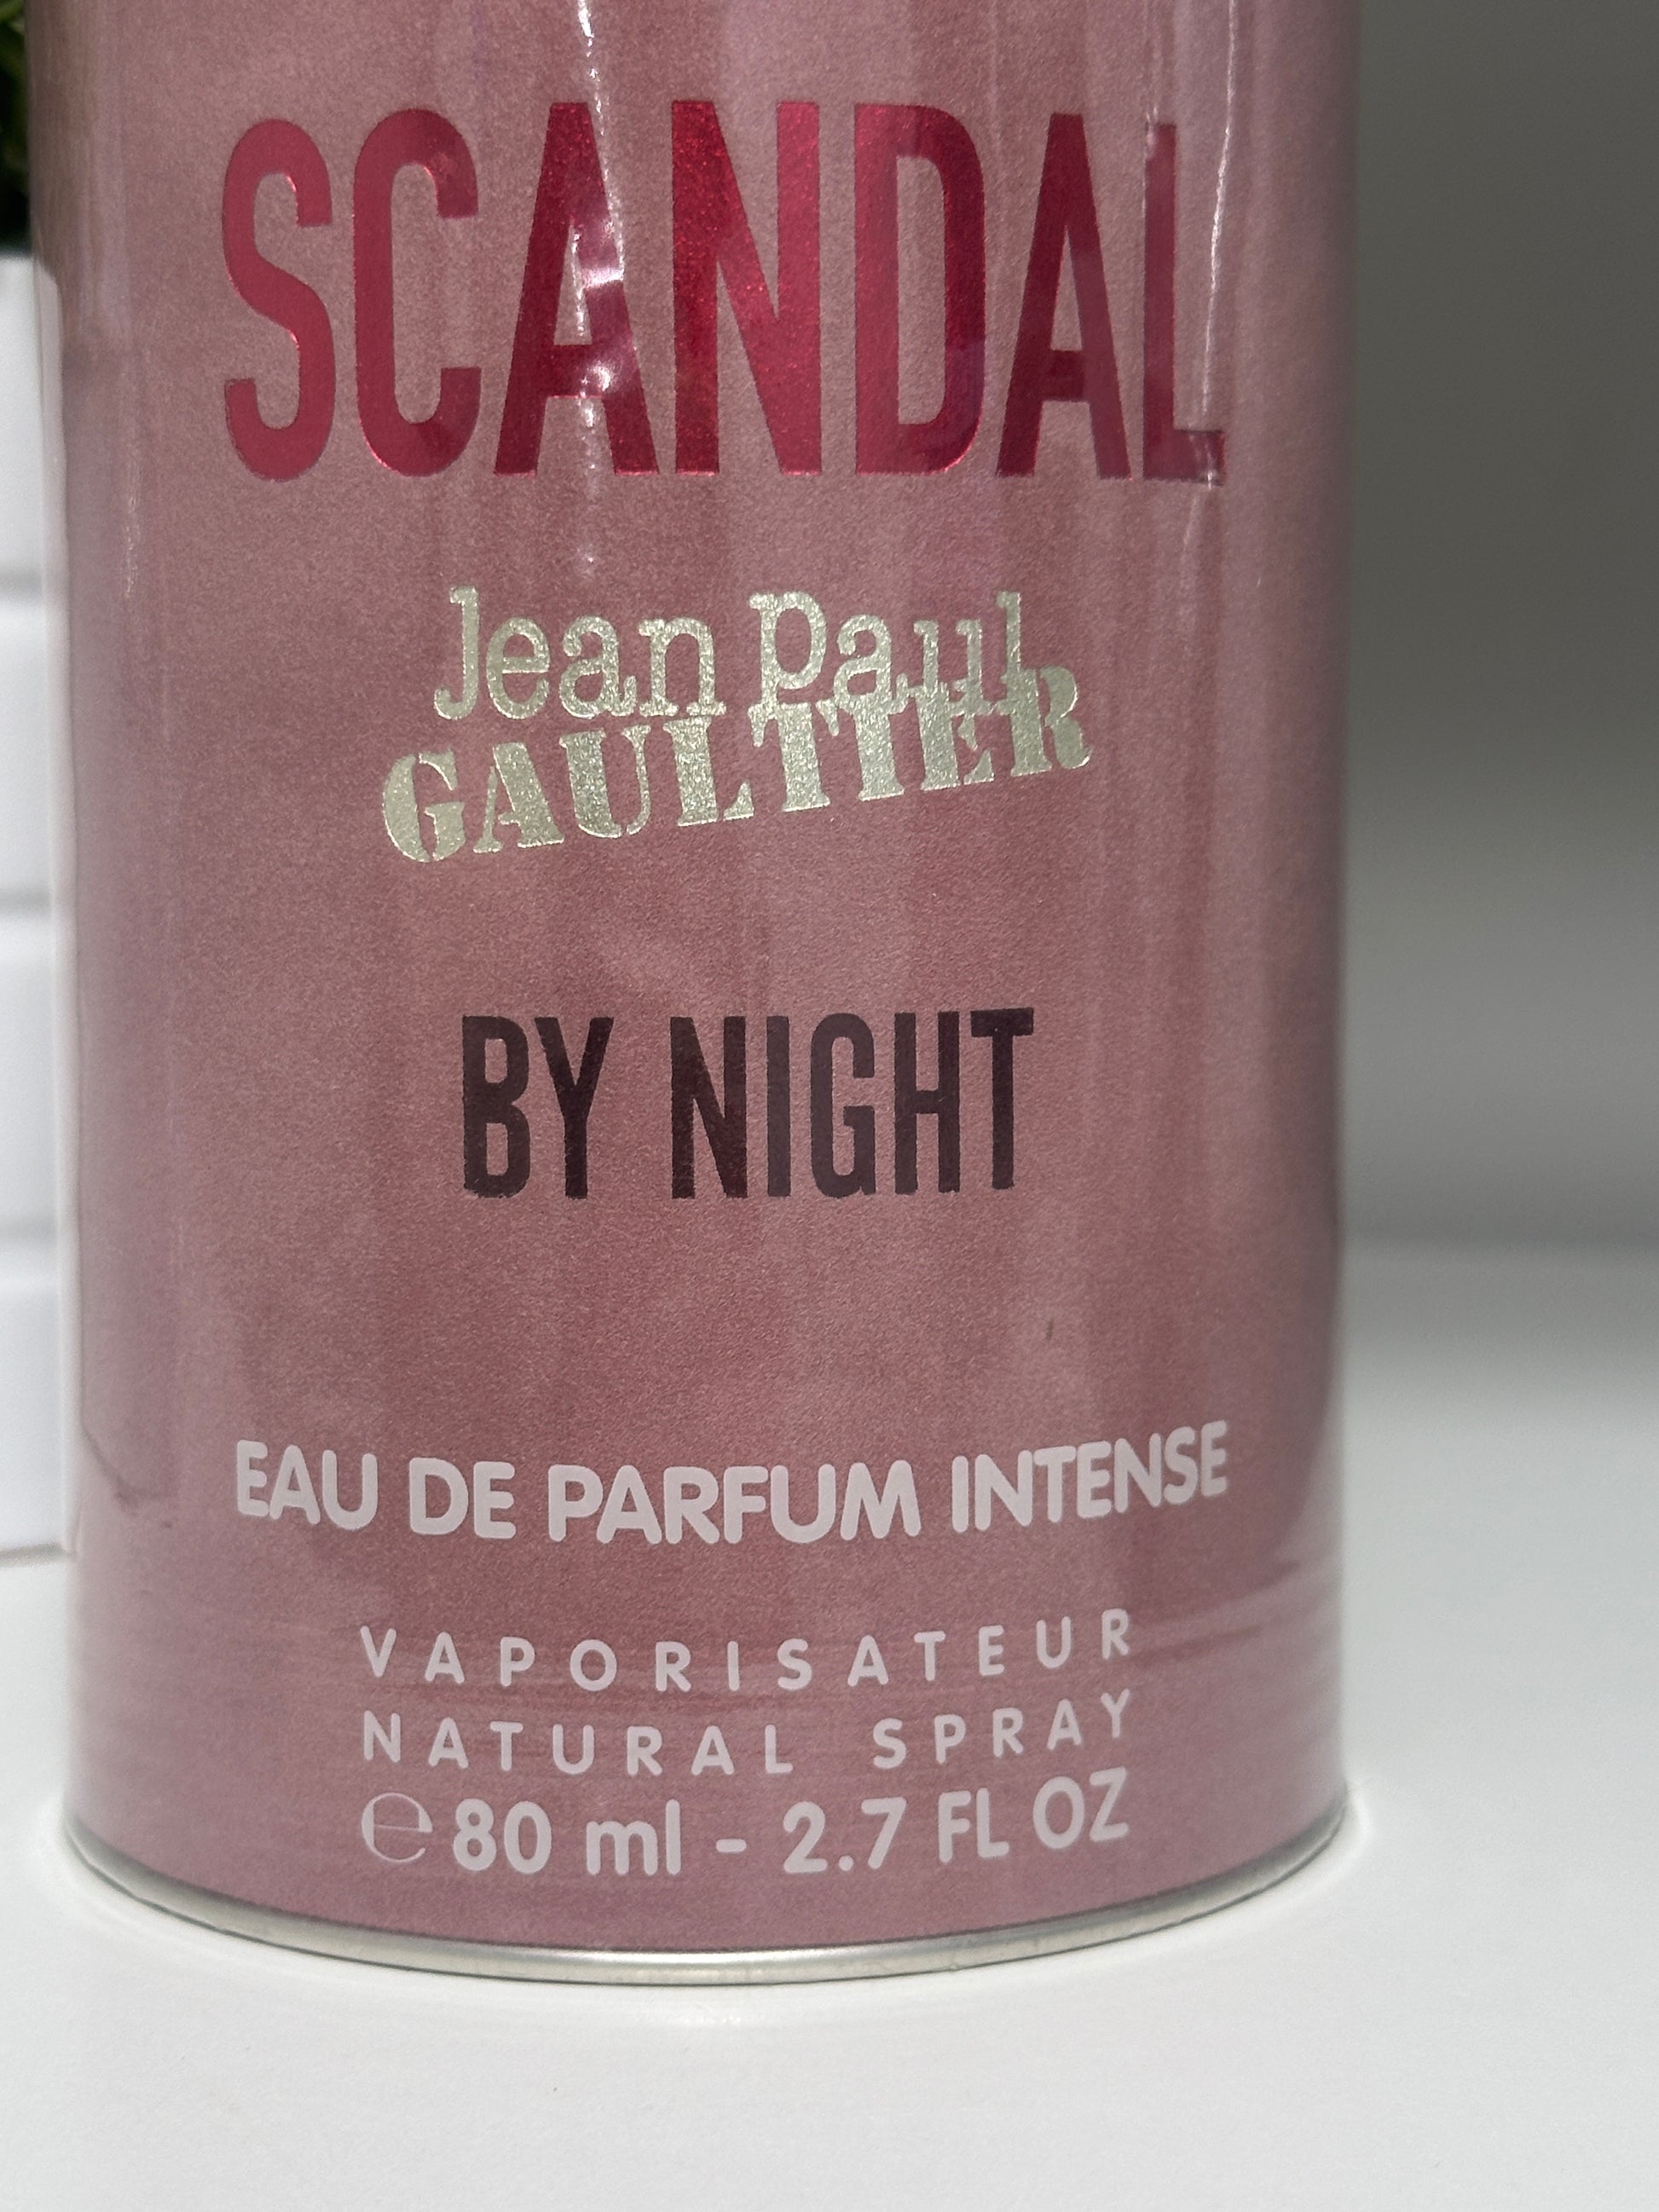 SCANDAL
Jean Paul
GAULTIER
BY NIGHT
EAU DE PARFUM INTENSE
VAPORISATEUR
NATURAL SPRAY
℮ 80 ml - 2.7 FL OZ